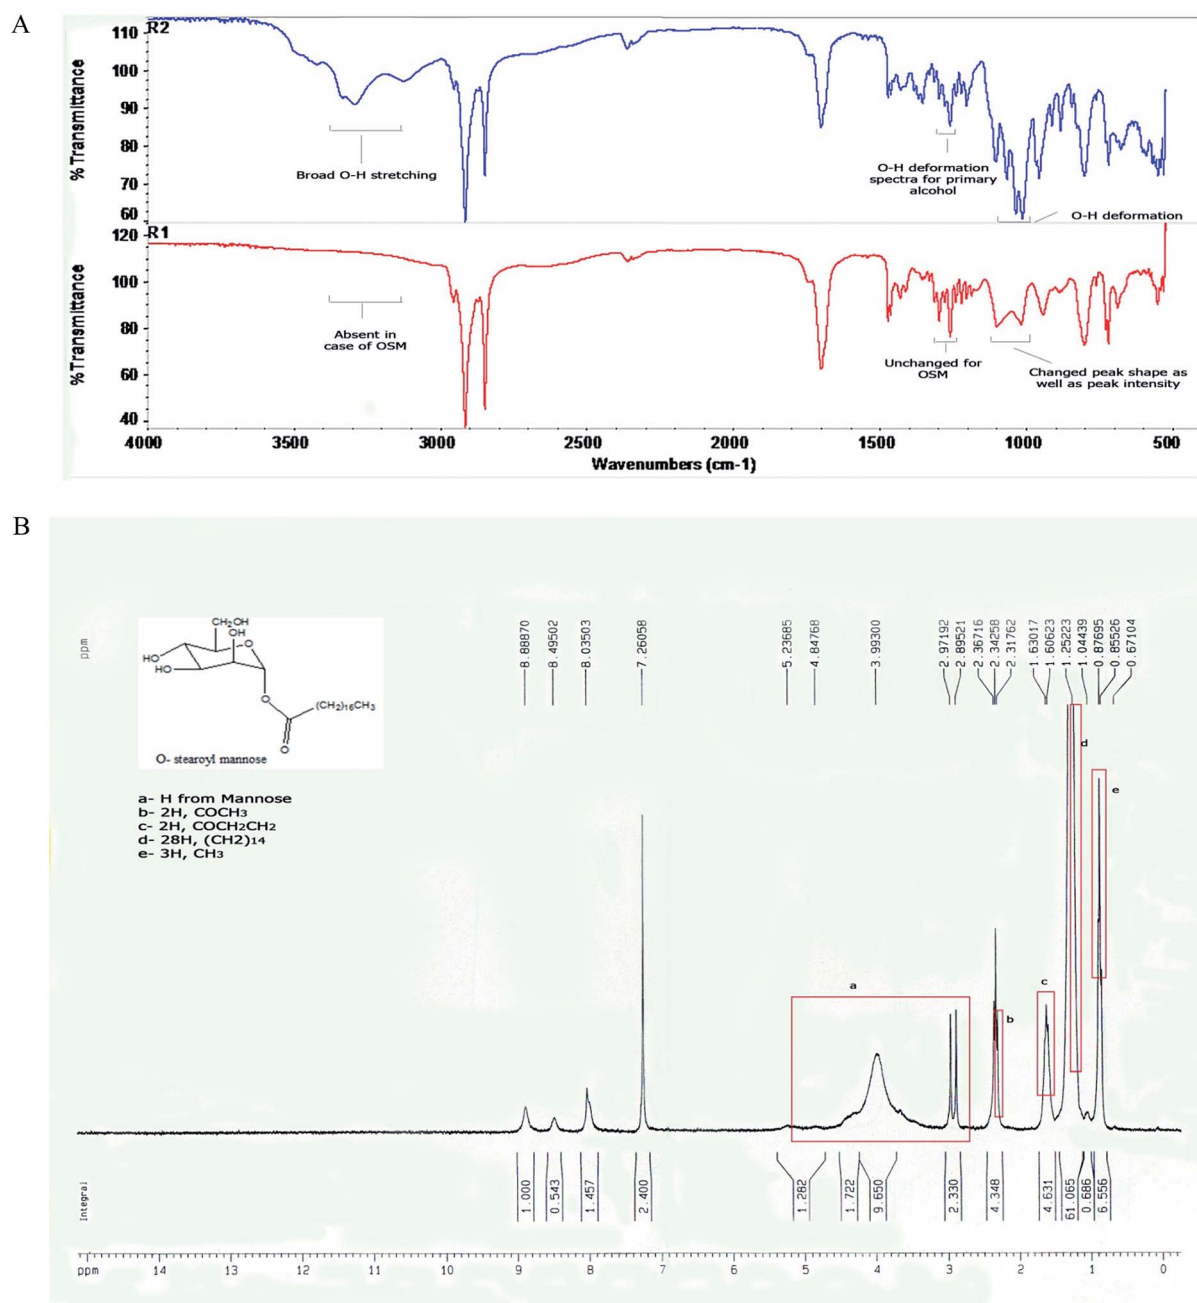 A
R2
110
100
90
80
70
60
%Transmittance
Broad O-H stretching
O-H deformation
spectra for primary
alcohol
O-H deformation
R1
120
100
80
60
40
%Transmittance
Absent in
case of OSM
Unchanged for
OSM
Changed peak shape as
well as peak intensity
4000 3500 3000 2500 2000 1500 1000 500
Wavenumbers (cm-1)
B
ppm
8.88870
8.49502
8.03503
7.26058
5.23685
4.84768
3.99300
2.97192
2.89521
2.36716
2.34258
2.31762
1.63017
1.60623
1.25223
1.04439
0.87695
0.85526
0.67104
CH₂OH
OH
O
HO
HO
O
(CH₂)₁₆CH₃
O
O- stearoyl mannose
a- H from Mannose
b- 2H, COCH₃
c- 2H, COCH₂CH₂
d- 28H, (CH2)₁₄
e- 3H, CH₃
a
b
c
d
e
Integral
1.000
0.543
1.457
2.400
1.282
1.722
9.650
2.330
4.348
4.631
61.065
0.686
6.556
ppm 14 13 12 11 10 9 8 7 6 5 4 3 2 1 0